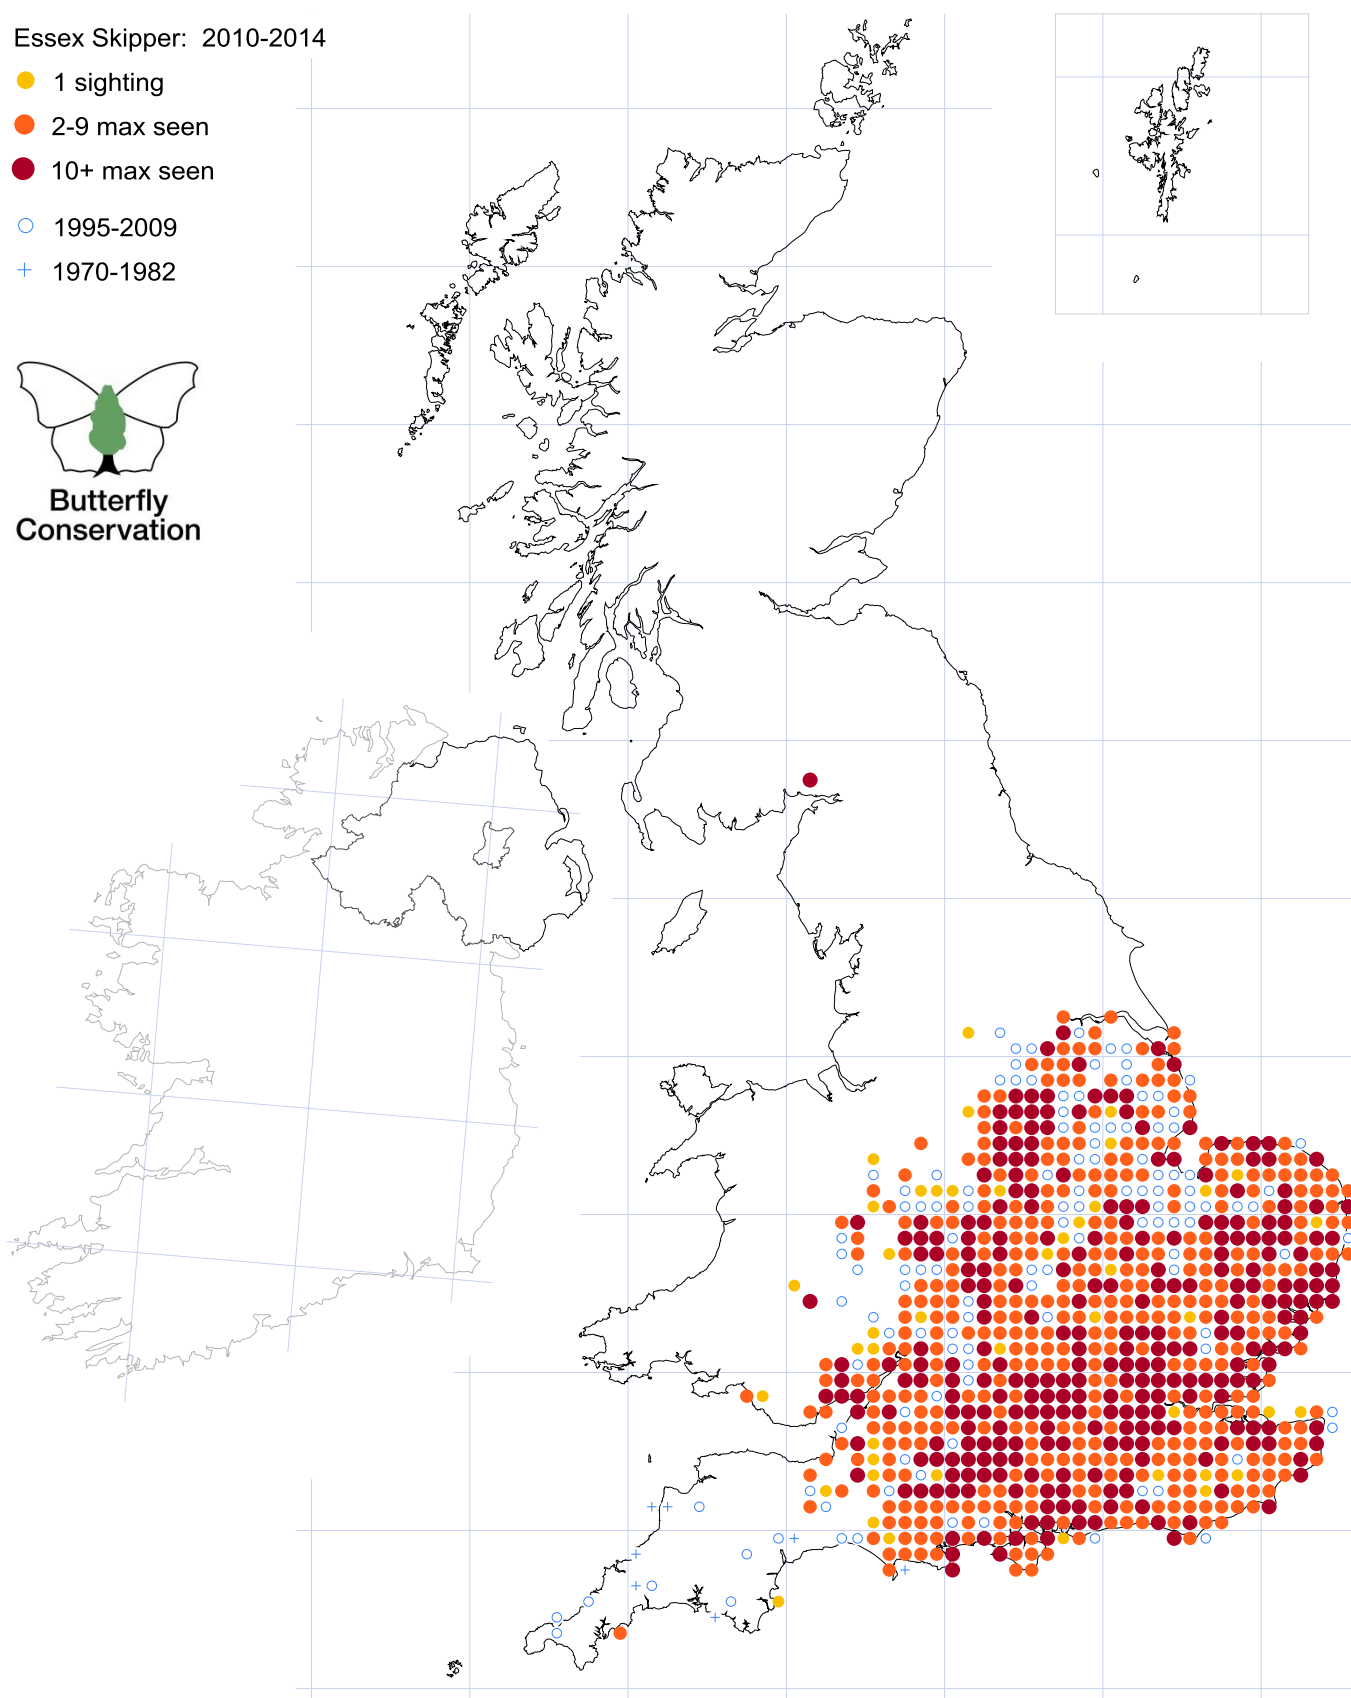 Essex Skipper:  2010-2014
1 sighting
2-9 max seen
10+ max seen
1995-2009
1970-1982
Butterfly
Conservation